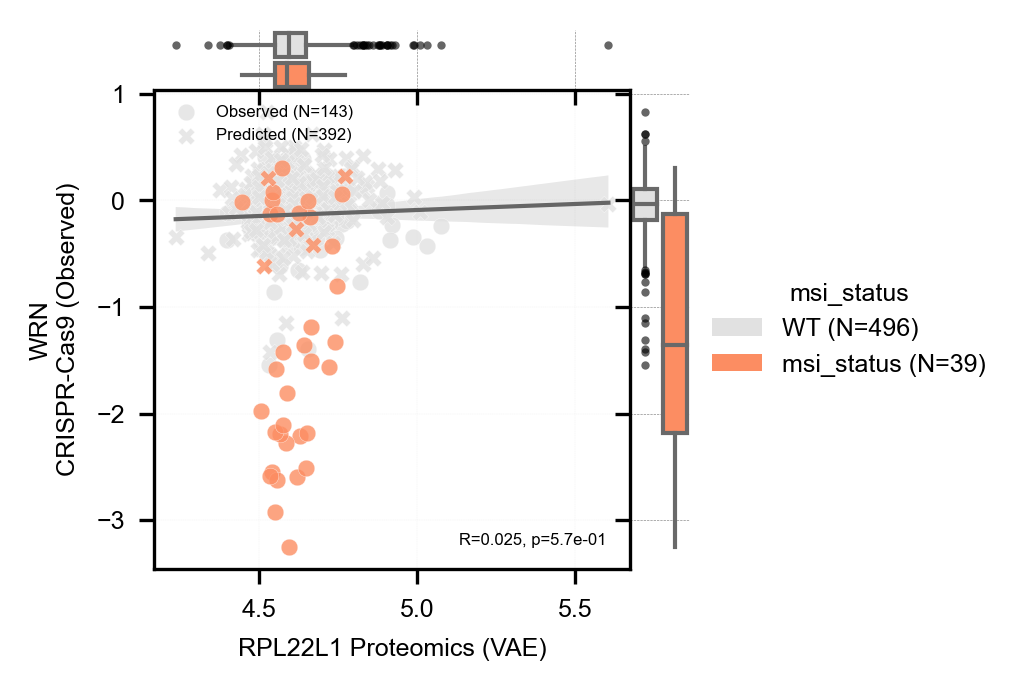 Observed (N=143)
Predicted (N=392)
1
0
−1
−2
−3
WRN
CRISPR-Cas9 (Observed)
R=0.025, p=5.7e-01
4.5
5.0
5.5
RPL22L1 Proteomics (VAE)
msi_status
WT (N=496)
msi_status (N=39)